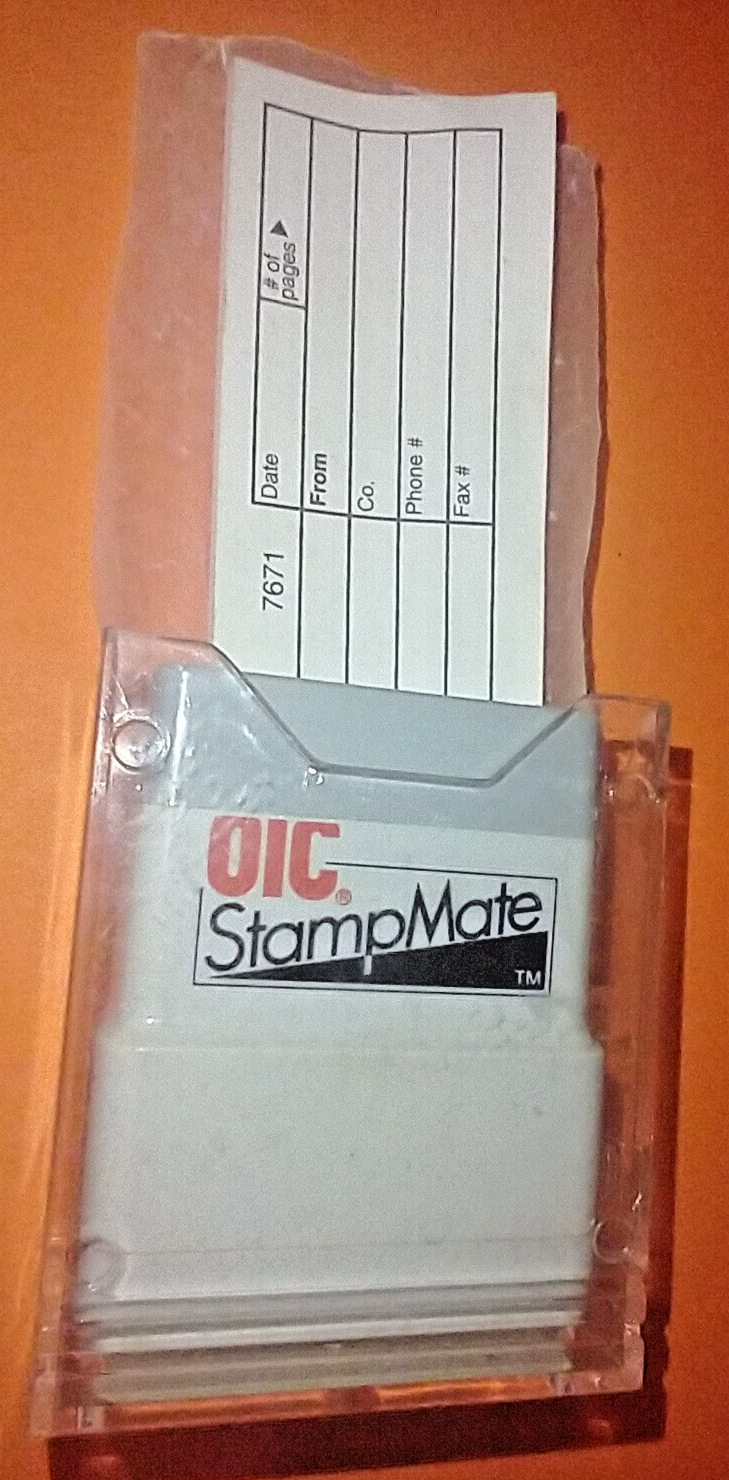 7671
Date
# of
pages ▶
From
Co.
Phone #
Fax #
OIC®
StampMate
TM